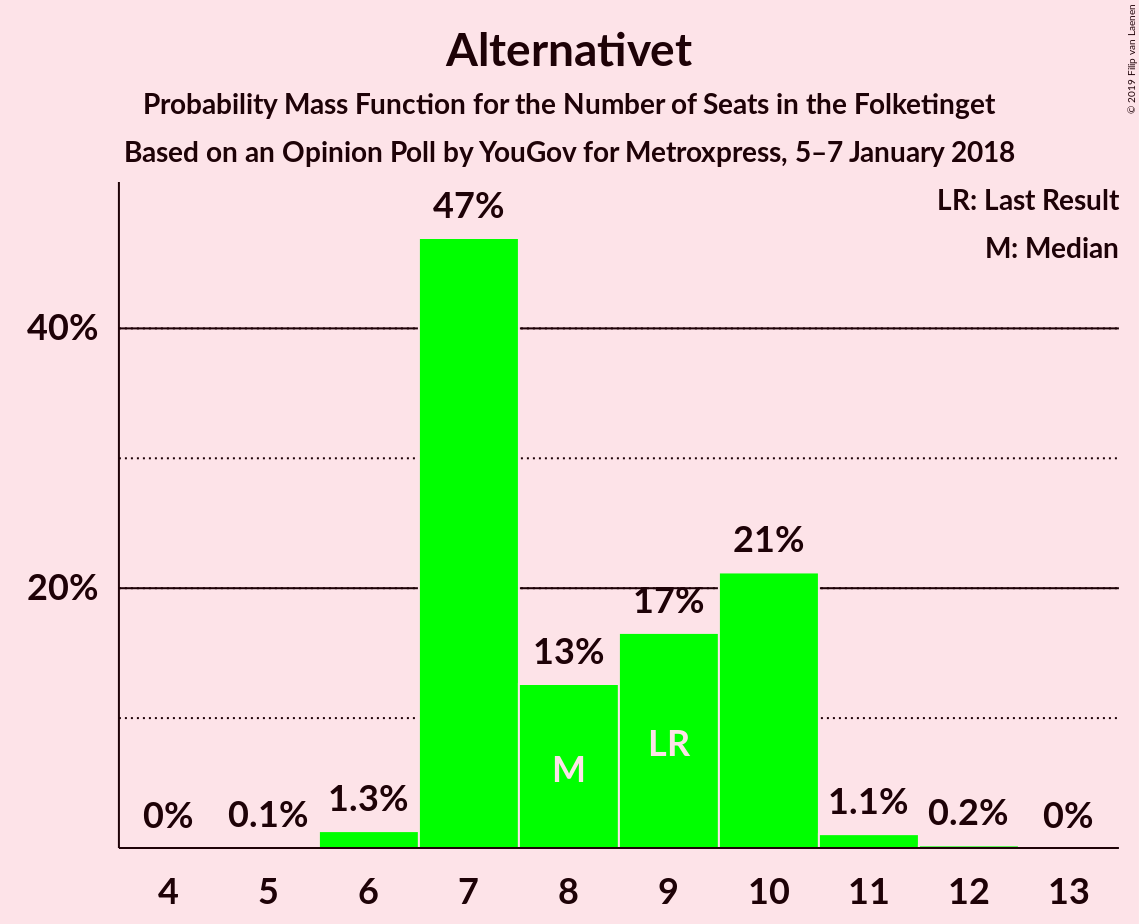 Alternativet
Probability Mass Function for the Number of Seats in the Folketinget
Based on an Opinion Poll by YouGov for Metroxpress, 5–7 January 2018
© 2019 Filip van Laenen
LR: Last Result
M: Median
47%
40%
21%
20%
17%
13%
LR
M
0%
0.1%
1.3%
1.1%
0.2%
0%
4 5 6 7 8 9 10 11 12 13